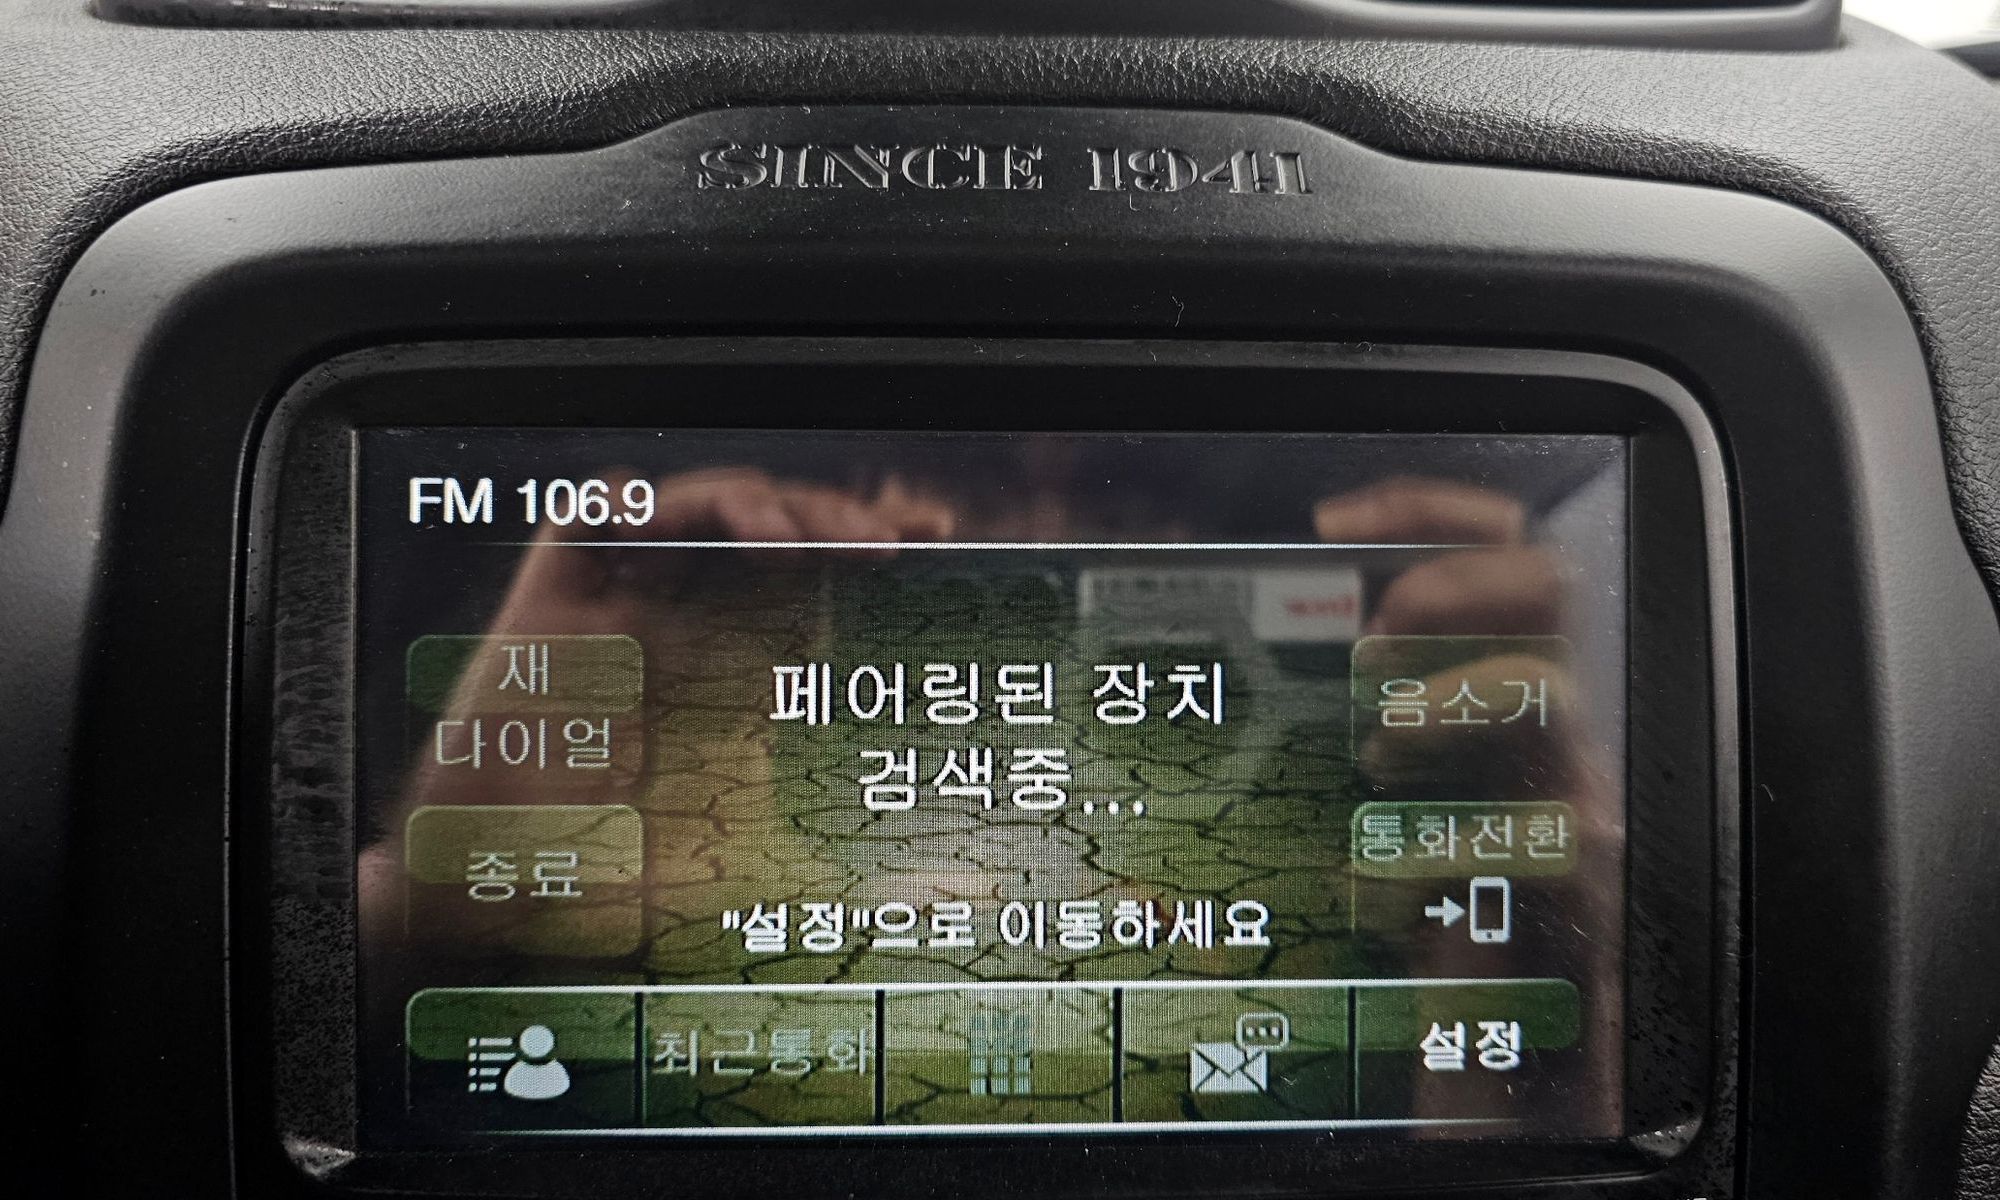 SINCE 1941
FM 106.9
재
다이얼
페어링된 장치
검색중...
음소거
종료
통화전환
"설정"으로 이동하세요
최근통화
설정